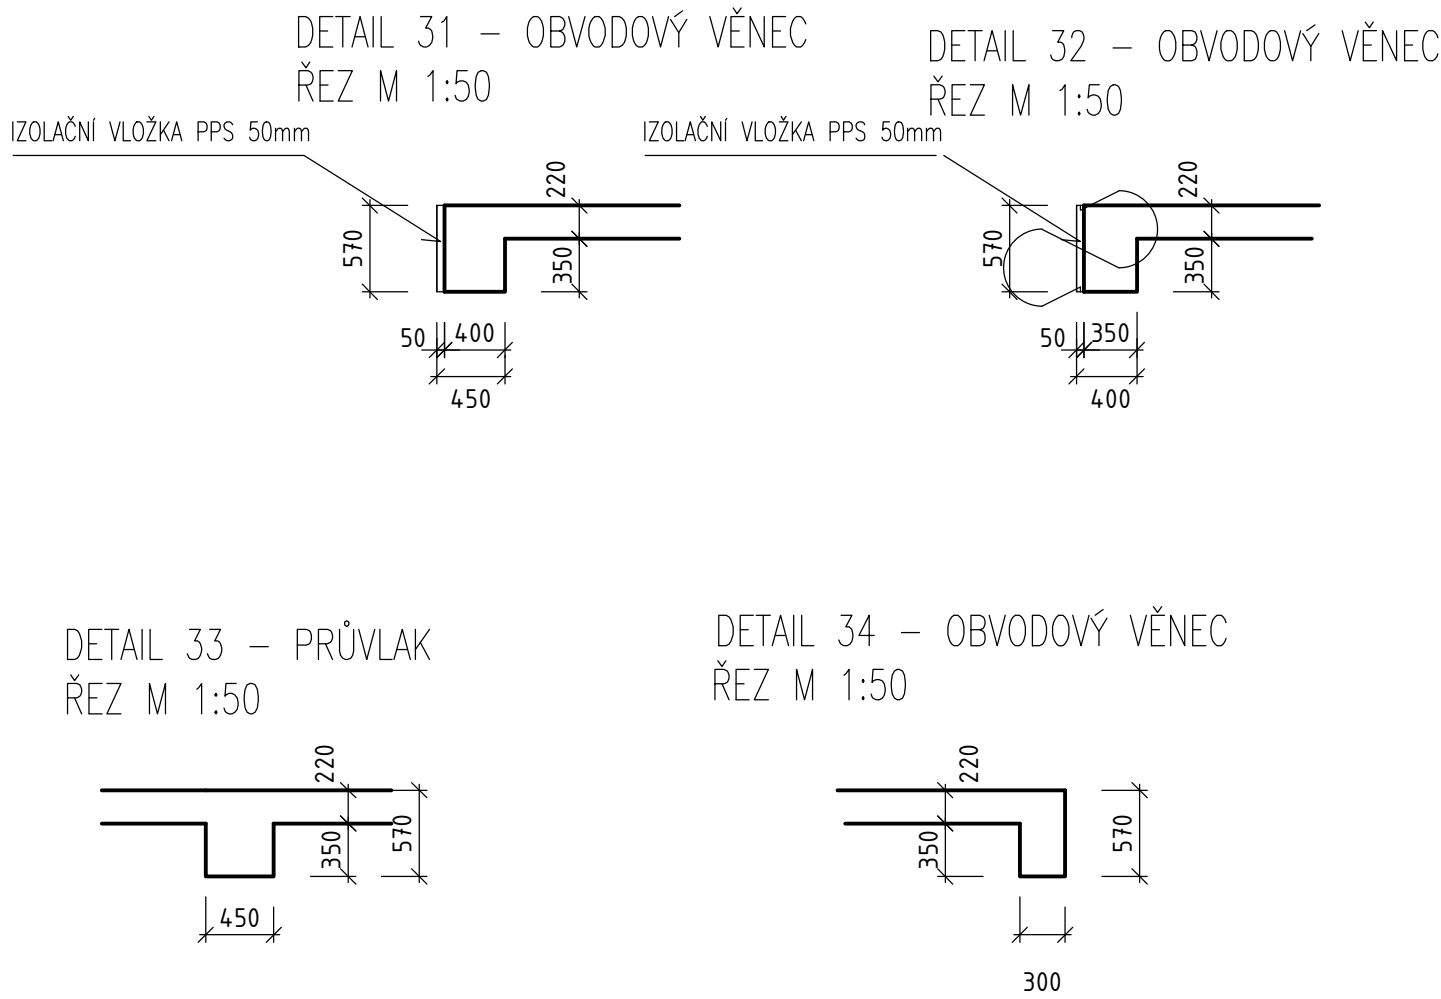 DETAIL 31 – OBVODOVÝ VĚNEC
ŘEZ M 1:50
IZOLAČNÍ VLOŽKA PPS 50mm
220
570
350
50
400
450
DETAIL 32 – OBVODOVÝ VĚNEC
ŘEZ M 1:50
IZOLAČNÍ VLOŽKA PPS 50mm
220
570
350
50
350
400
DETAIL 33 – PRŮVLAK
ŘEZ M 1:50
220
350
570
450
DETAIL 34 – OBVODOVÝ VĚNEC
ŘEZ M 1:50
220
350
570
300